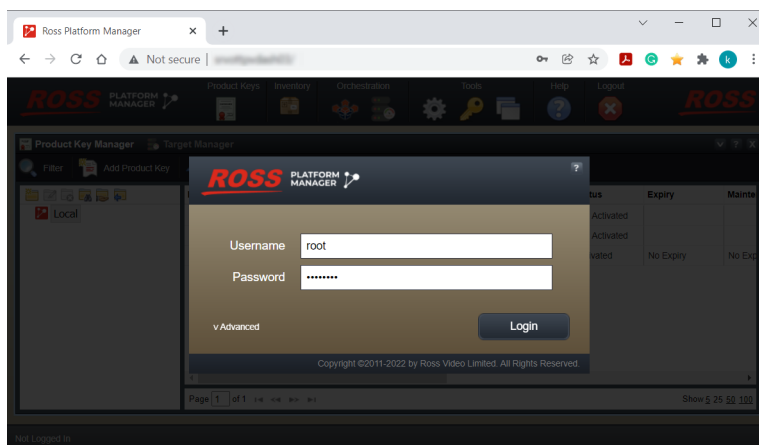 Ross Platform Manager
Not secure
k
Product Keys Inventory Orchestration Tools Help Logout
ROSS PLATFORM MANAGER
ROSS
Product Key Manager Target Manager
V ? X
Filter Add Product Key
ROSS PLATFORM MANAGER
?
tus Expiry Mainte
Local
Activated
Username root
Activated
vated No Expiry No Exp
Password ••••••••
v Advanced
Login
Copyright ©2011-2022 by Ross Video Limited. All Rights Reserved.
Page 1 of 1
Show 5 25 50 100
Not Logged In